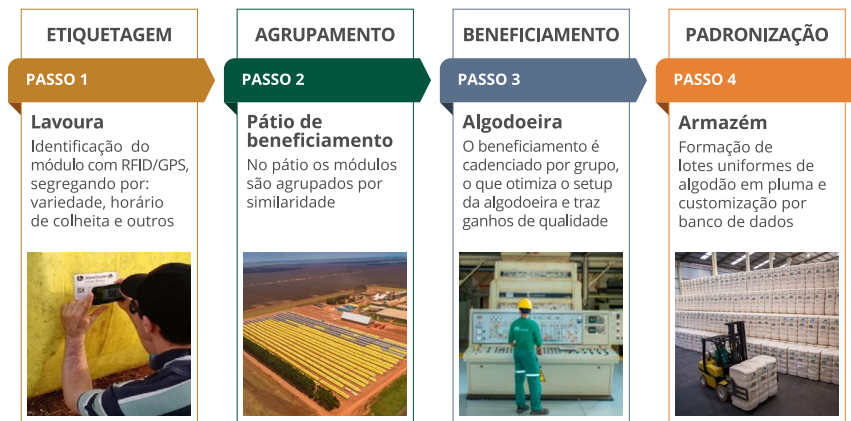 ETIQUETAGEM
PASSO 1
Lavoura
Identificação do
módulo com RFID/GPS,
segregando por:
variedade, horário
de colheita e outros
AGRUPAMENTO
PASSO 2
Pátio de
beneficiamento
No pátio os módulos
são agrupados por
similaridade
BENEFICIAMENTO
PASSO 3
Algodoeira
O beneficiamento é
cadenciado por grupo,
o que otimiza o setup
da algodoeira e traz
ganhos de qualidade
PADRONIZAÇÃO
PASSO 4
Armazém
Formação de
lotes uniformes de
algodão em pluma e
customização por
banco de dados